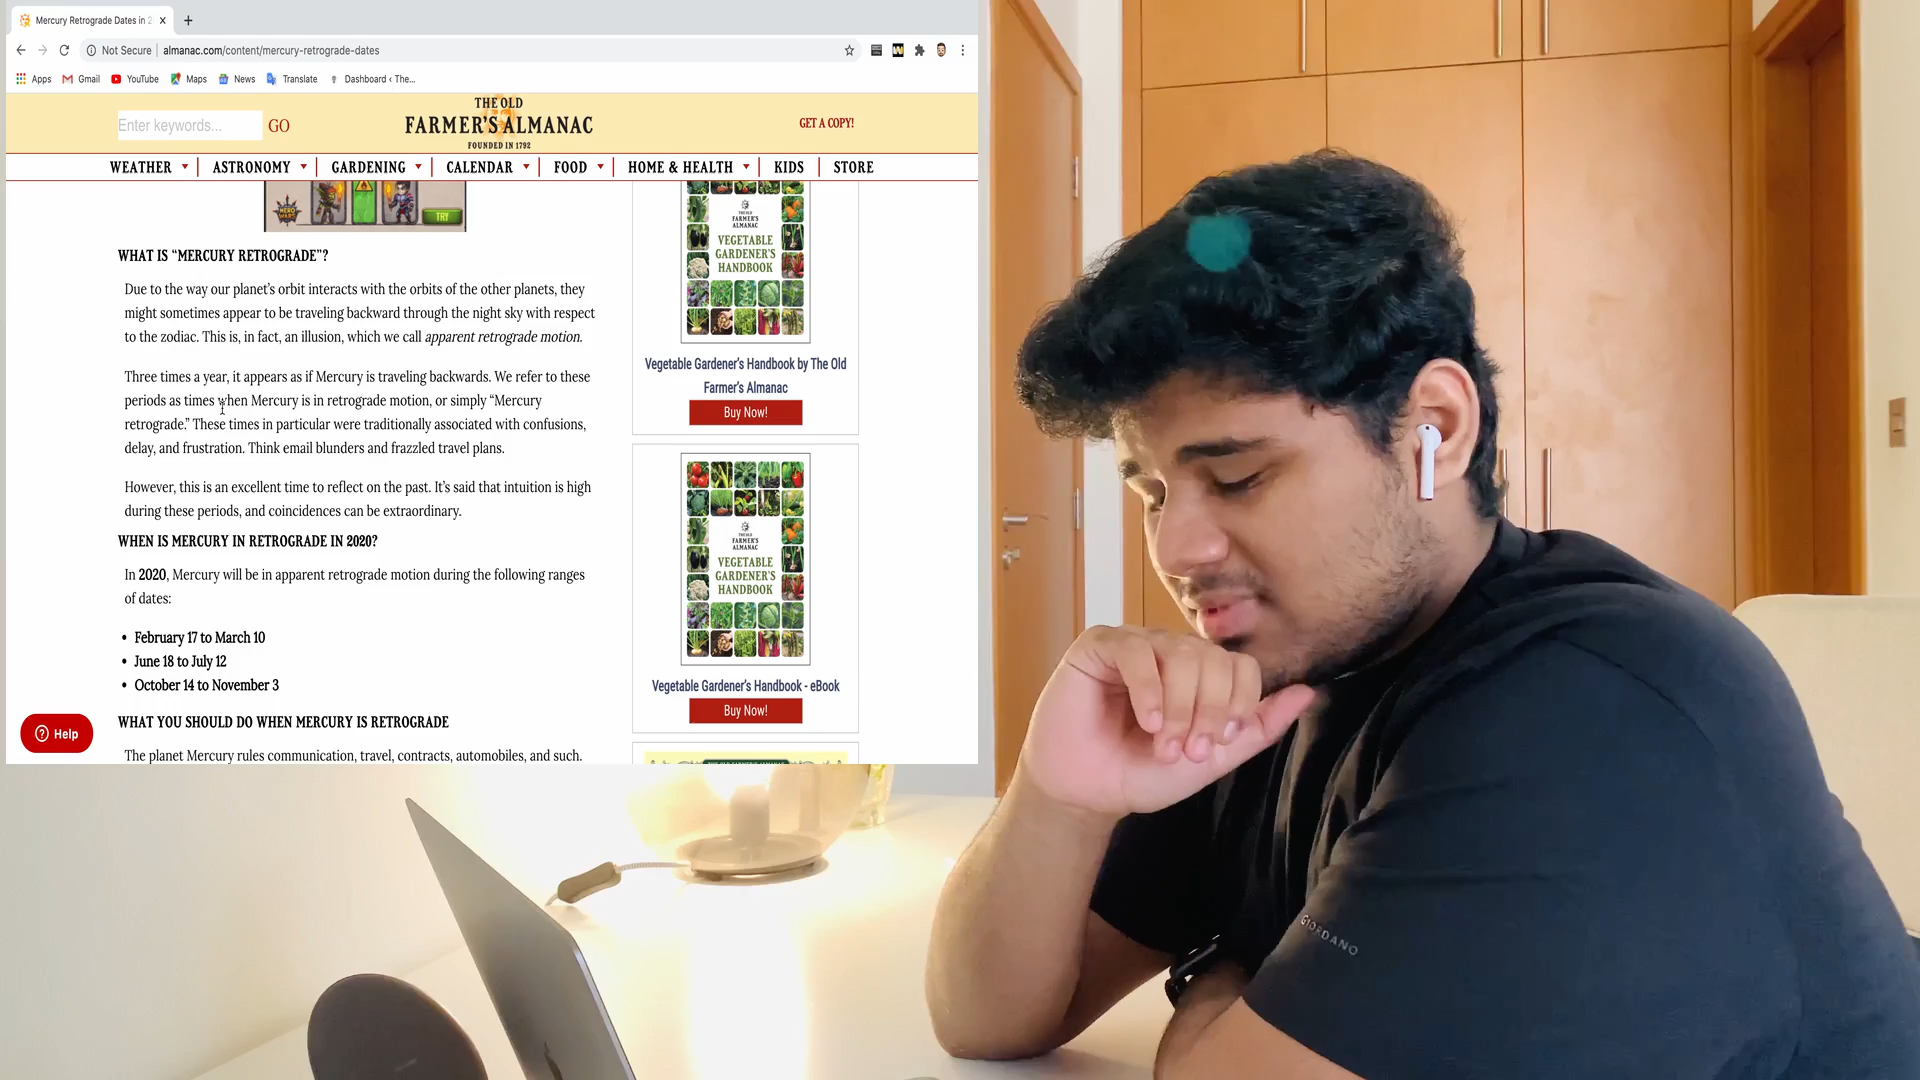 Mercury Retrograde Dates in 2
Not Secure | almanac.com/content/mercury-retrograde-dates
Apps Gmail YouTube Maps News Translate Dashboard ‹ The...
Enter keywords... GO
THE OLD
FARMER'S ALMANAC
FOUNDED IN 1792
GET A COPY!
WEATHER ASTRONOMY GARDENING CALENDAR FOOD HOME & HEALTH KIDS STORE
HERO
WARS
TRY
WHAT IS “MERCURY RETROGRADE”?
Due to the way our planet’s orbit interacts with the orbits of the other planets, they
might sometimes appear to be traveling backward through the night sky with respect
to the zodiac. This is, in fact, an illusion, which we call apparent retrograde motion.
Three times a year, it appears as if Mercury is traveling backwards. We refer to these
periods as times when Mercury is in retrograde motion, or simply “Mercury
retrograde.” These times in particular were traditionally associated with confusions,
delay, and frustration. Think email blunders and frazzled travel plans.
However, this is an excellent time to reflect on the past. It’s said that intuition is high
during these periods, and coincidences can be extraordinary.
WHEN IS MERCURY IN RETROGRADE IN 2020?
In 2020, Mercury will be in apparent retrograde motion during the following ranges
of dates:
• February 17 to March 10
• June 18 to July 12
• October 14 to November 3
WHAT YOU SHOULD DO WHEN MERCURY IS RETROGRADE
The planet Mercury rules communication, travel, contracts, automobiles, and such.
Help
THE OLD
FARMER'S
ALMANAC
VEGETABLE
GARDENER'S
HANDBOOK
Vegetable Gardener's Handbook by The Old
Farmer's Almanac
Buy Now!
THE OLD
FARMER'S
ALMANAC
VEGETABLE
GARDENER'S
HANDBOOK
Vegetable Gardener's Handbook - eBook
Buy Now!
GIORDANO